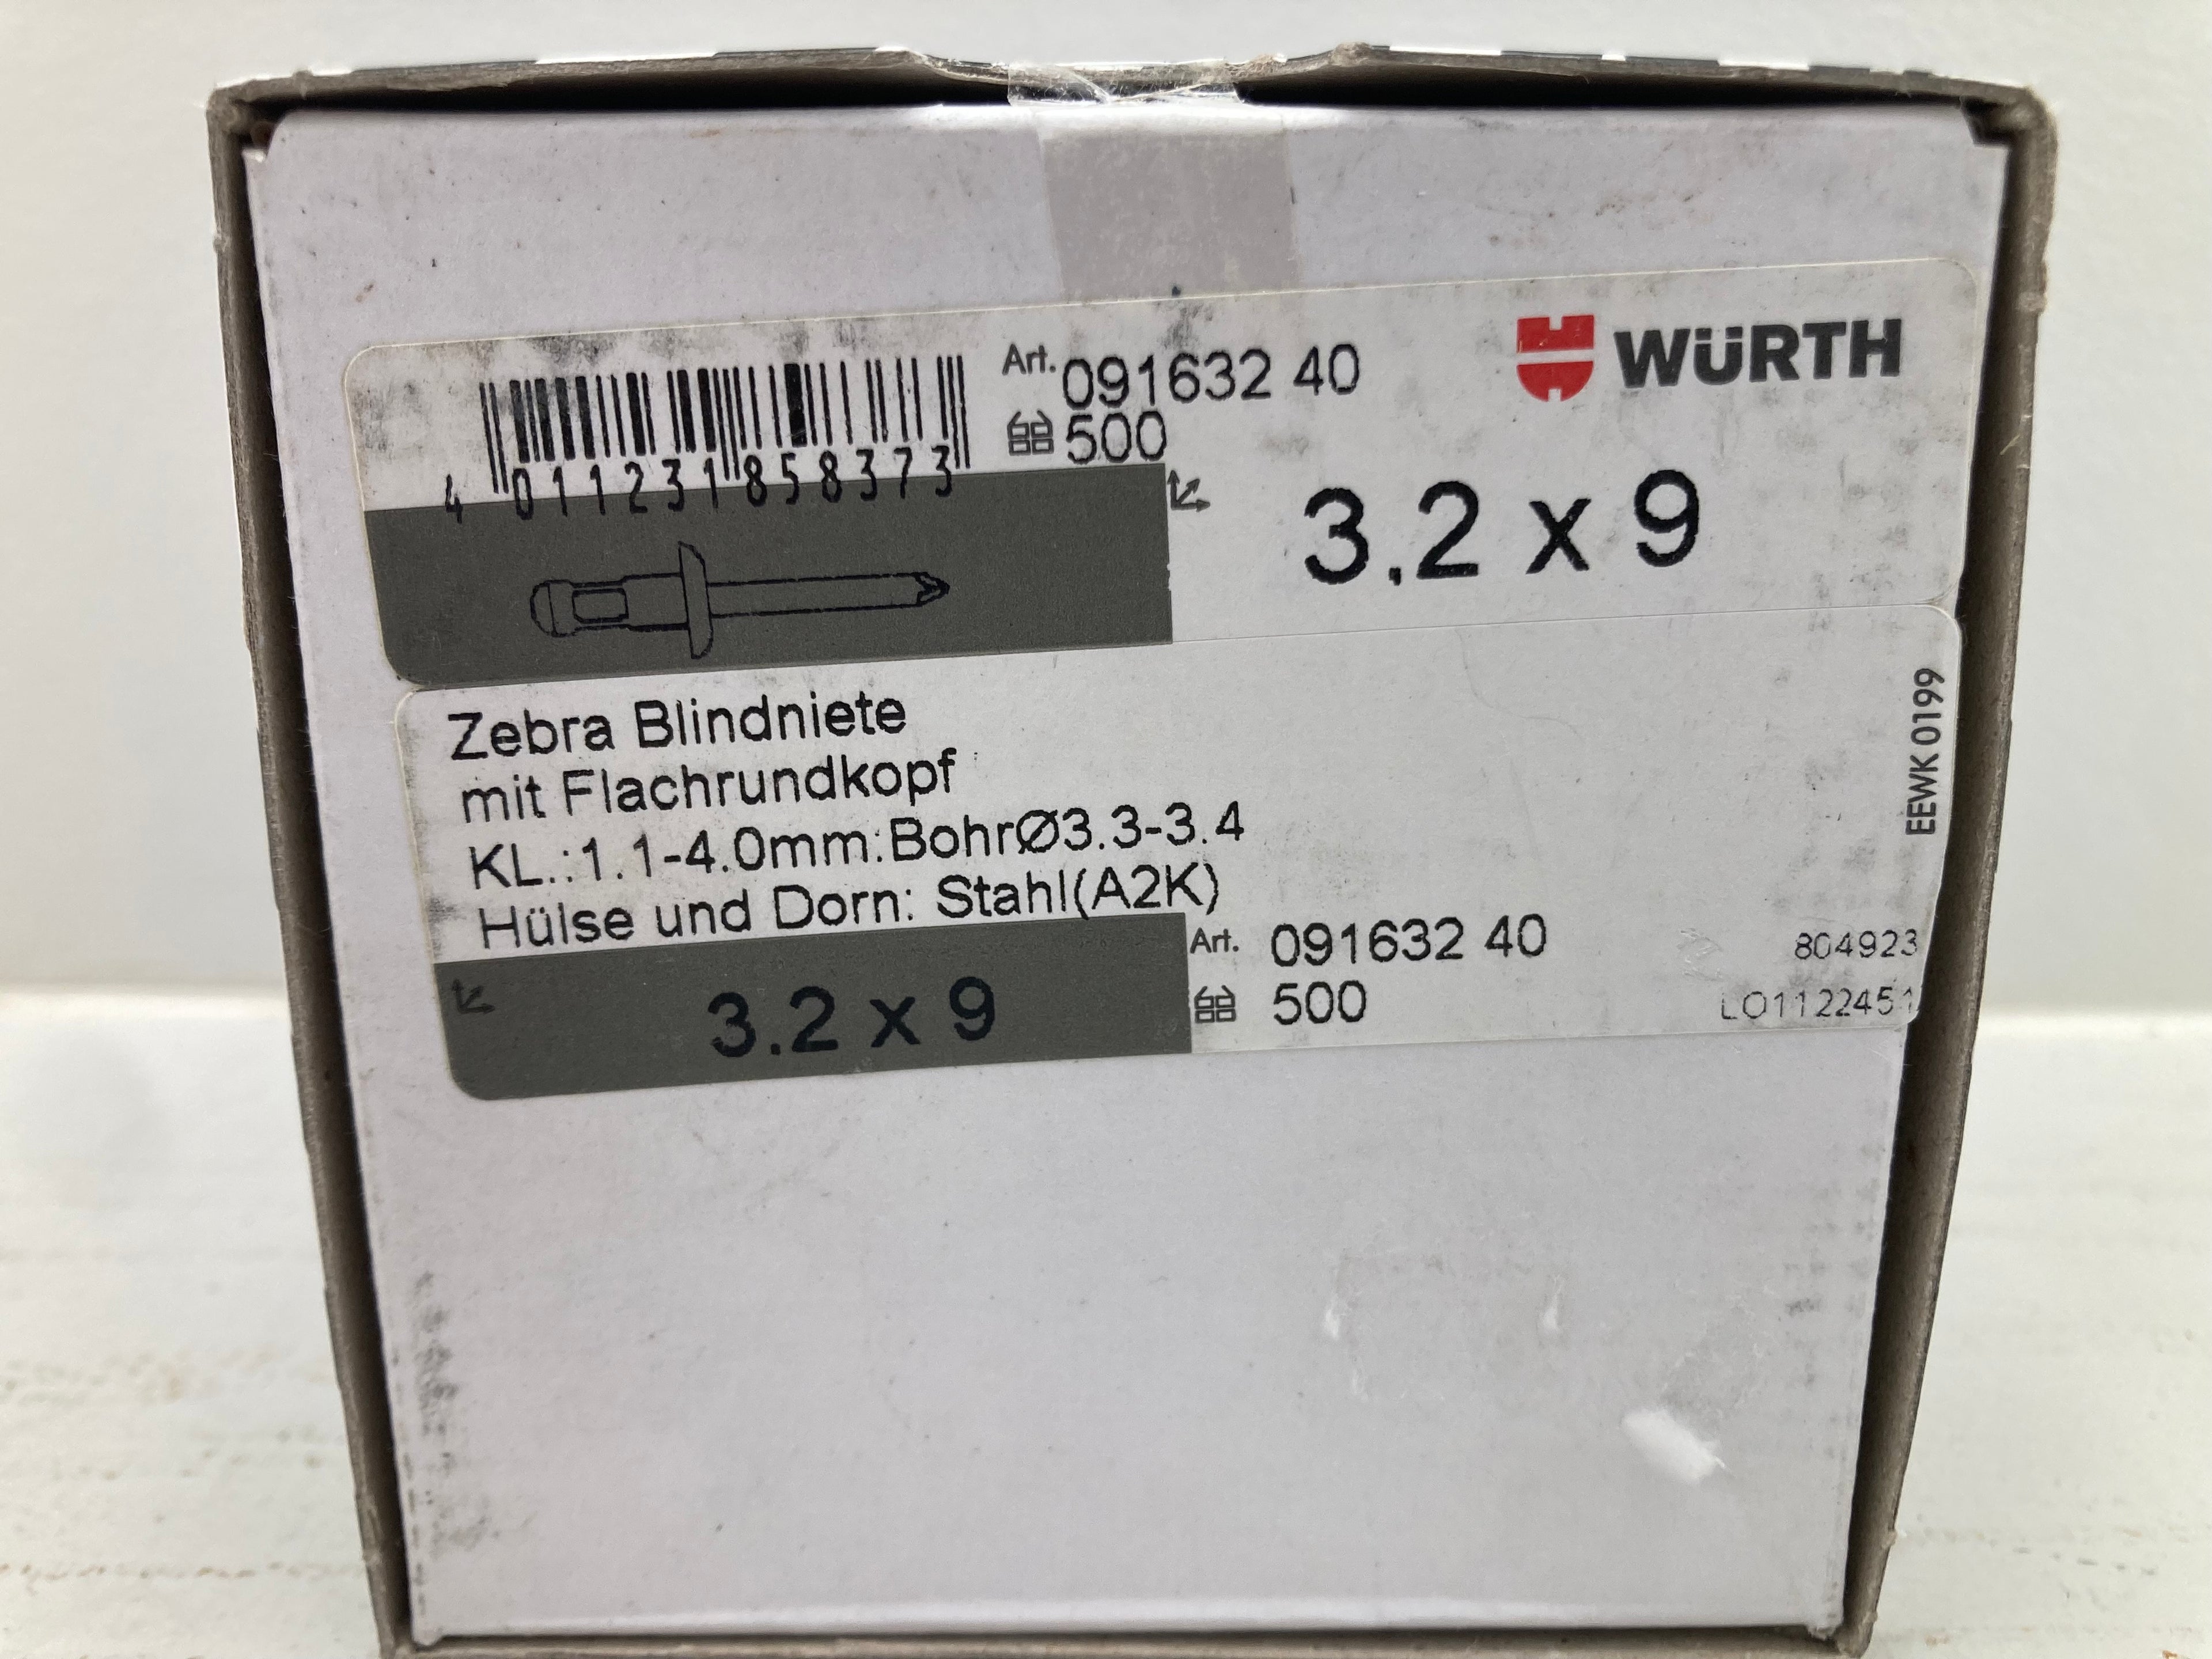 Art. 091632 40
WÜRTH
500
4 011231 858373
3.2 x 9
Zebra Blindniete
mit Flachrundkopf
KL.:1.1-4.0mm:BohrØ3.3-3.4
Hülse und Dorn: Stahl(A2K)
EEWK 0199
3.2 x 9
Art. 091632 40
500
804923
LO1122451